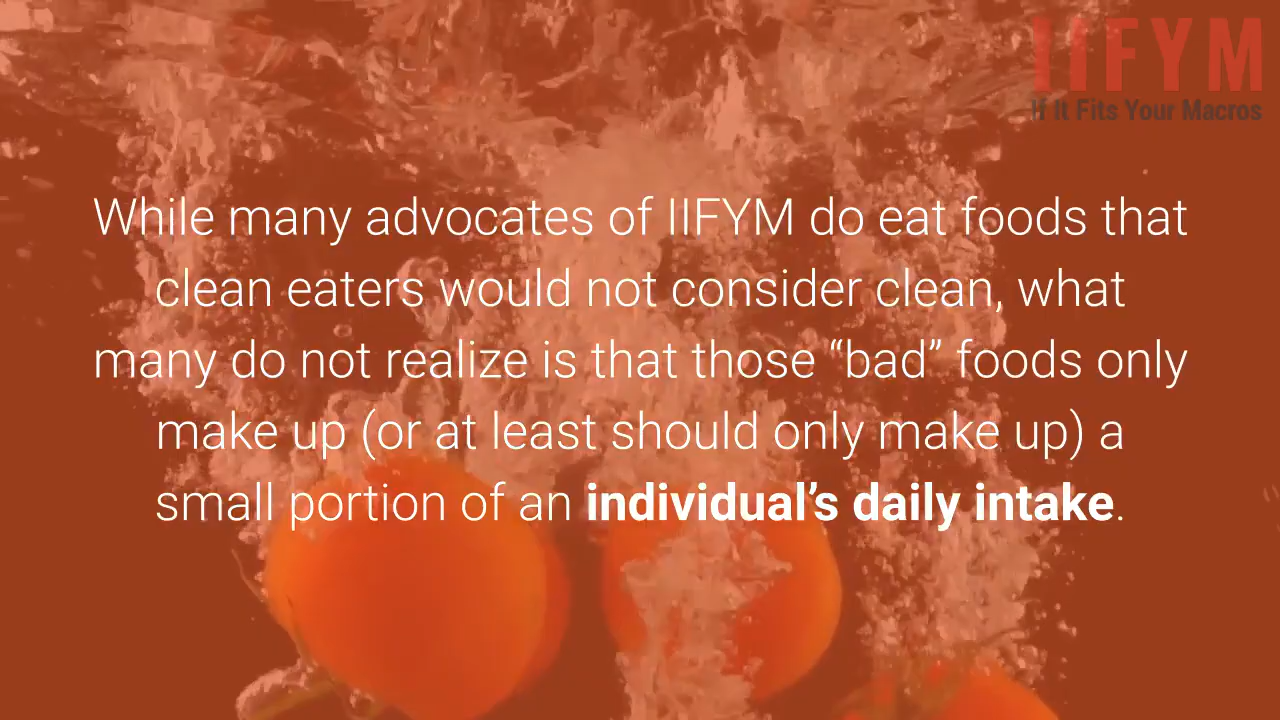 IIFYM
If It Fits Your Macros
While many advocates of IIFYM do eat foods that
clean eaters would not consider clean, what
many do not realize is that those “bad” foods only
make up (or at least should only make up) a
small portion of an individual’s daily intake.